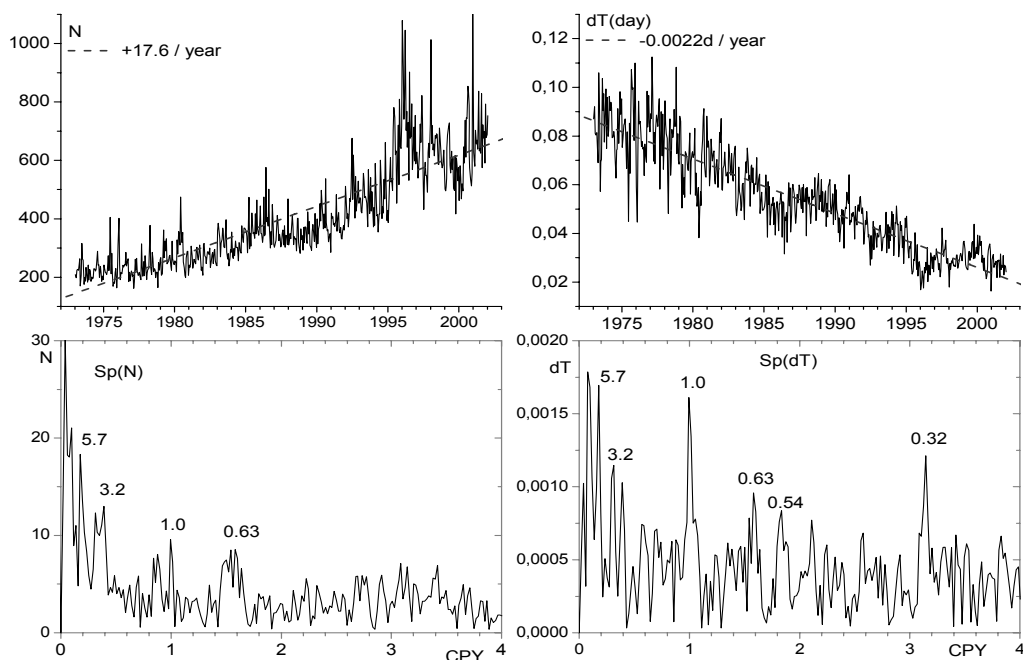 N
+17.6 / year
1000
800
600
400
200
1975 1980 1985 1990 1995 2000
dT(day)
-0.0022d / year
0,12
0,10
0,08
0,06
0,04
0,02
1975 1980 1985 1990 1995 2000
30
N
Sp(N)
5.7
20
3.2
1.0
0.63
10
0
0 1 2 3 4
CPY
0,0020
dT
Sp(dT)
5.7
1.0
0,0015
3.2
0.32
0.63
0.54
0,0010
0,0005
0,0000
0 1 2 3 4
CPY